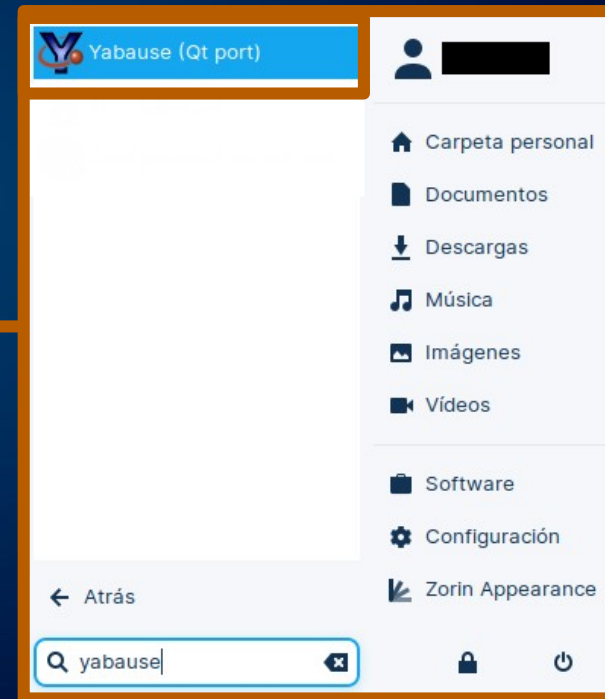 Yabause (Qt port)
Atrás
yabause
Carpeta personal
Documentos
Descargas
Música
Imágenes
Vídeos
Software
Configuración
Zorin Appearance